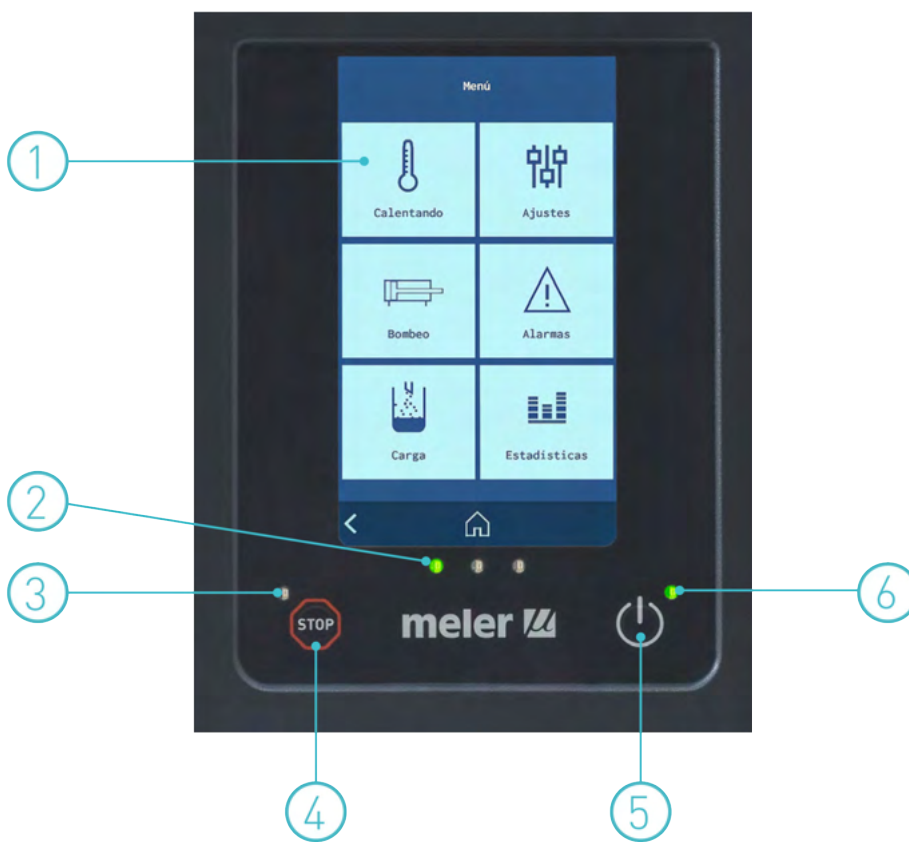 Menú
1
Calentando
Ajustes
Bombeo
Alarmas
Carga
Estadisticas
2
3
6
STOP
meler µ
4
5